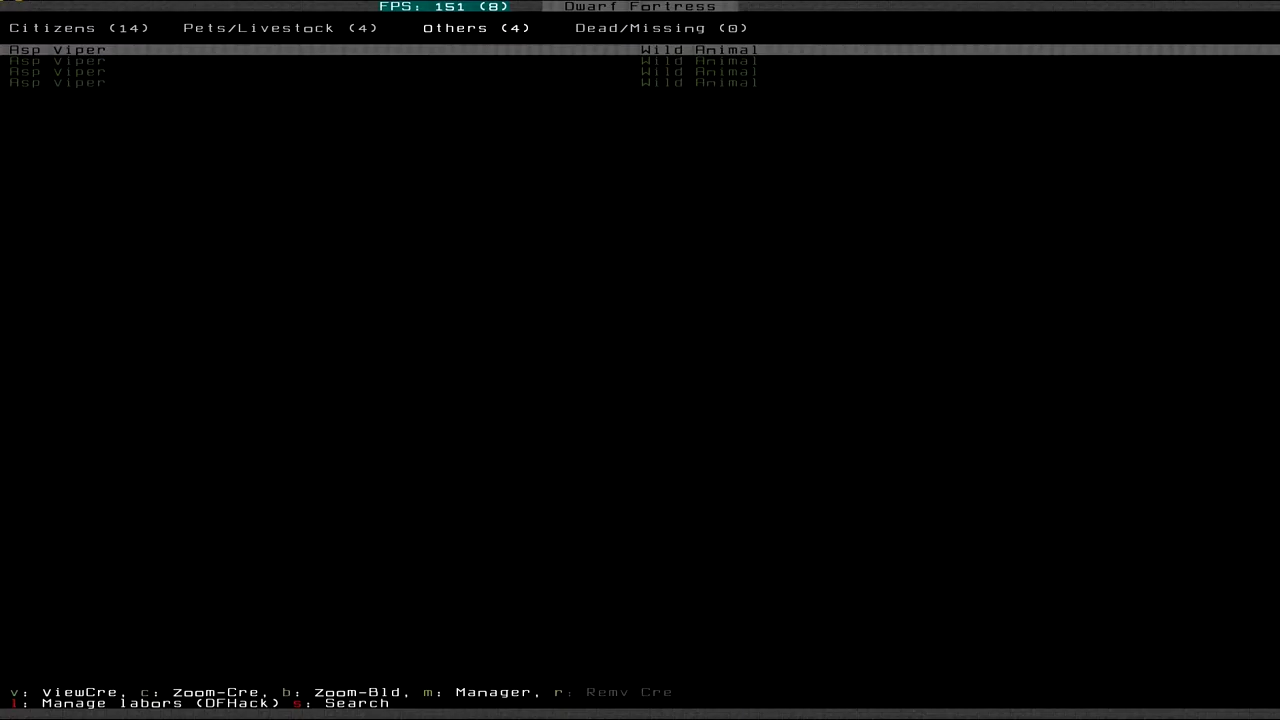 FPS: 151 (8) Dwarf Fortress
Citizens (14) Pets/Livestock (4) Others (4) Dead/Missing (0)
Asp Viper Wild Animal
Asp Viper Wild Animal
Asp Viper Wild Animal
Asp Viper Wild Animal
v: ViewCre, c: Zoom-Cre, b: Zoom-Bld, m: Manager, r: Remv Cre
l: Manage labors (DFHack) s: Search